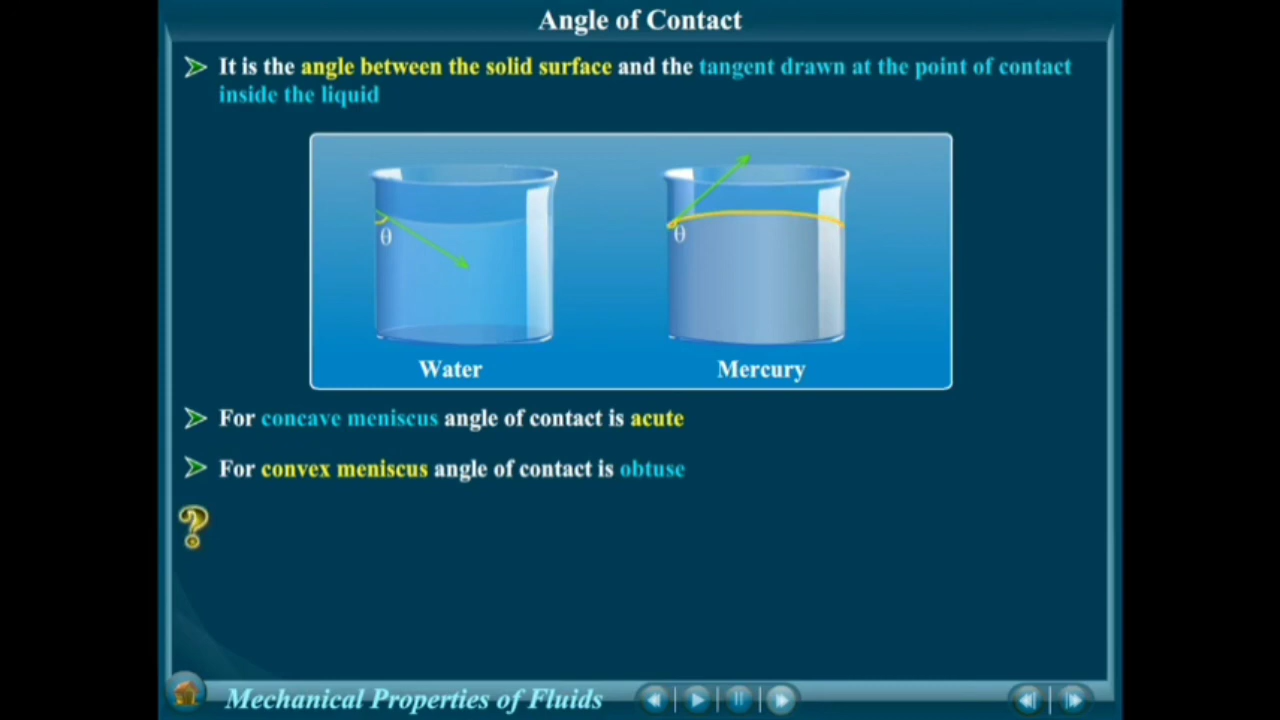 Angle of Contact
It is the angle between the solid surface and the tangent drawn at the point of contact
inside the liquid
θ
θ
Water
Mercury
For concave meniscus angle of contact is acute
For convex meniscus angle of contact is obtuse
?
Mechanical Properties of Fluids